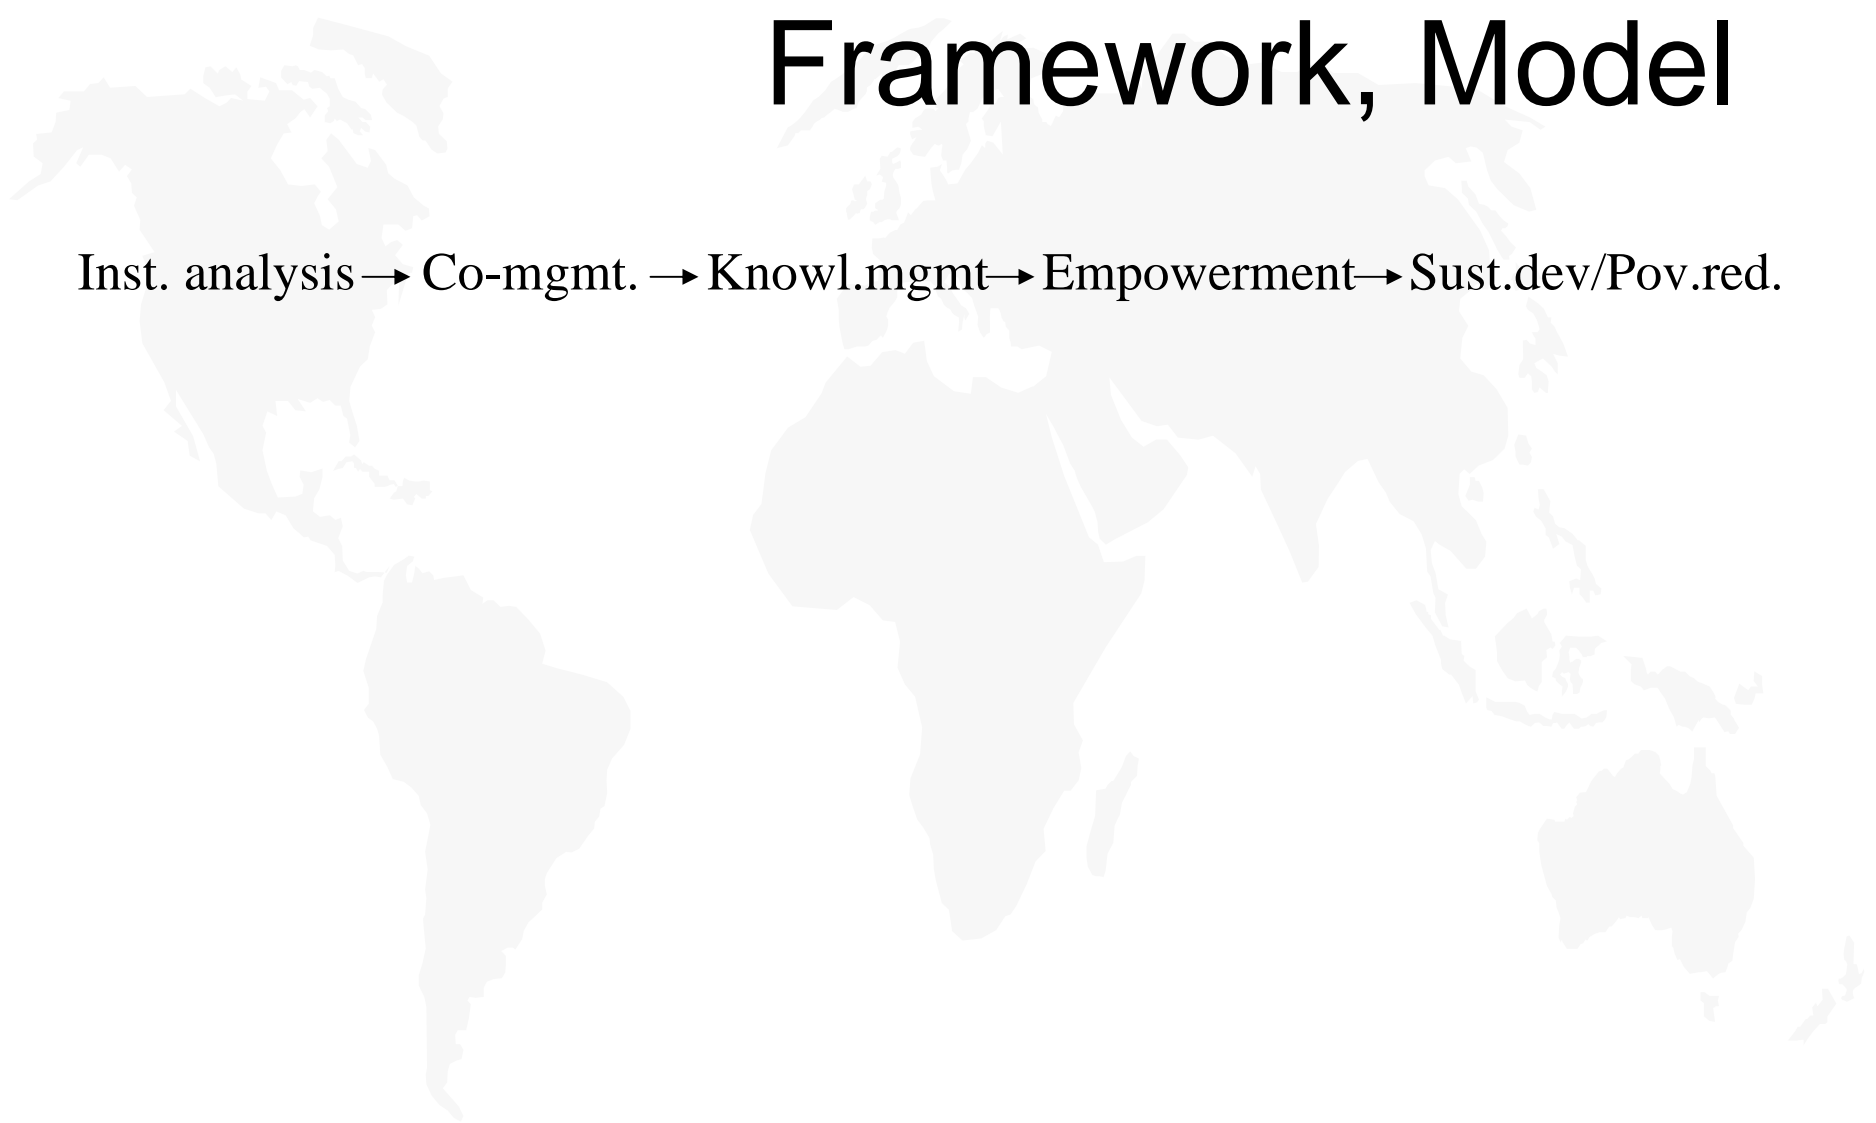 Framework, Model
Inst. analysis → Co-mgmt. → Knowl.mgmt → Empowerment → Sust.dev/Pov.red.